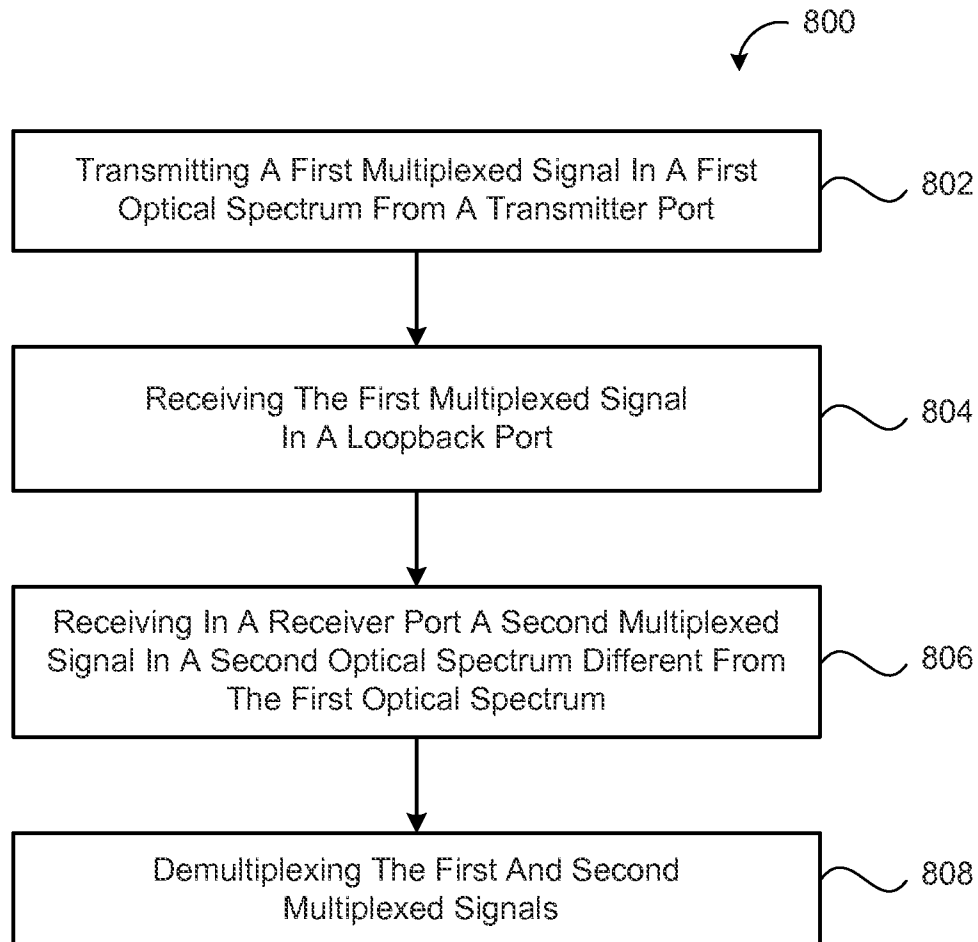 800
Transmitting A First Multiplexed Signal In A First
Optical Spectrum From A Transmitter Port
802
Receiving The First Multiplexed Signal
In A Loopback Port
804
Receiving In A Receiver Port A Second Multiplexed
Signal In A Second Optical Spectrum Different From
The First Optical Spectrum
806
Demultiplexing The First And Second
Multiplexed Signals
808